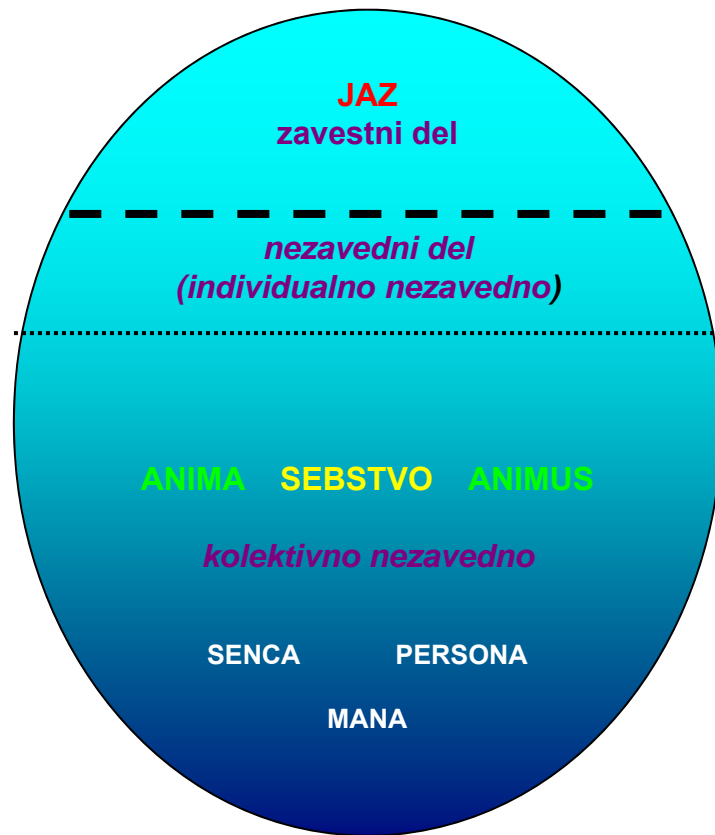 JAZ
zavestni del
nezavedni del
(individualno nezavedno)
ANIMA SEBSTVO ANIMUS
kolektivno nezavedno
SENCA PERSONA
MANA